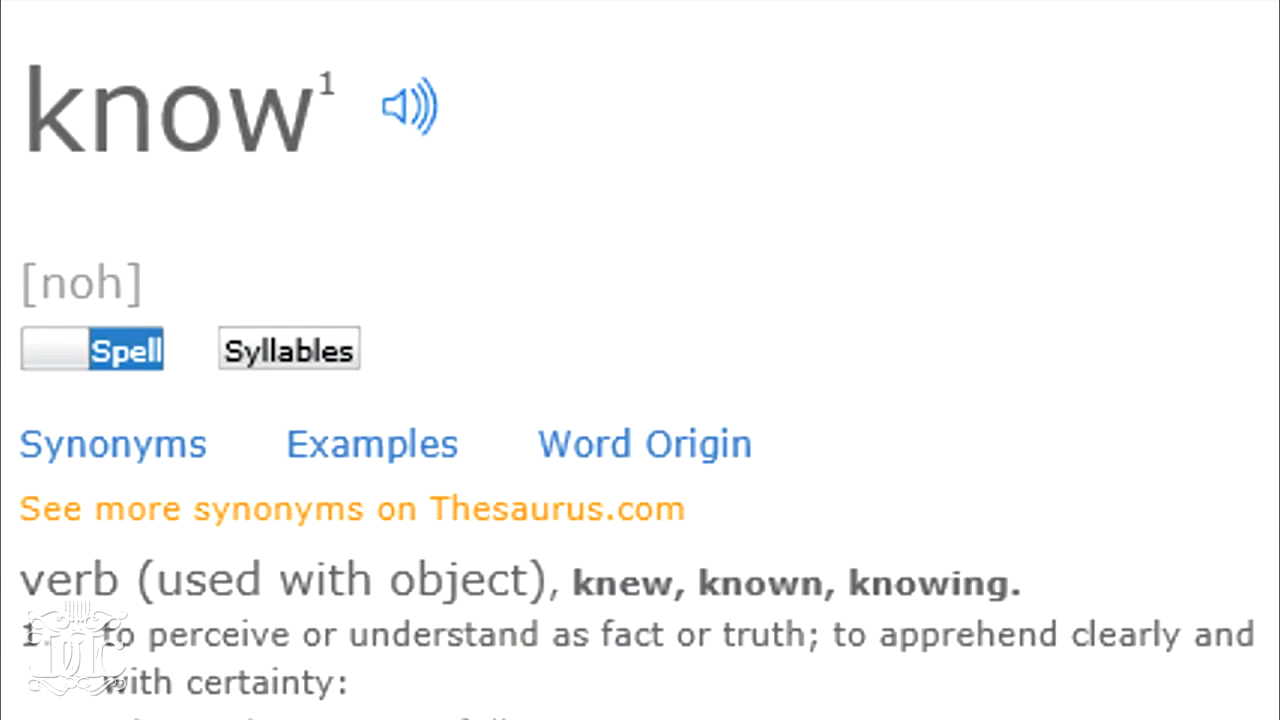 know1
[noh]
Spell Syllables
Synonyms Examples Word Origin
See more synonyms on Thesaurus.com
verb (used with object), knew, known, knowing.
1. to perceive or understand as fact or truth; to apprehend clearly and
with certainty: